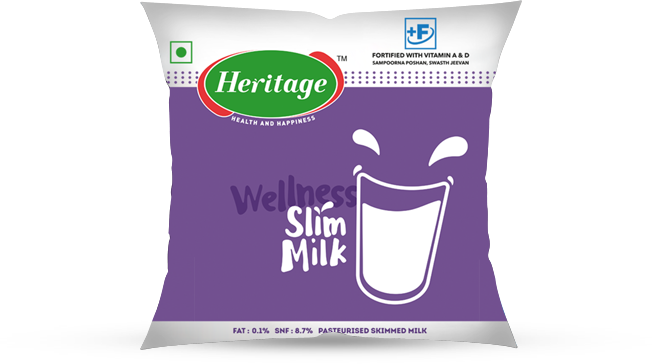 +F
FORTIFIED WITH VITAMIN A & D
SAMPOORNA POSHAN, SWASTH JEEVAN
Heritage TM
HEALTH AND HAPPINESS
Wellness
Slim
Milk
FAT : 0.1% SNF : 8.7% PASTEURISED SKIMMED MILK